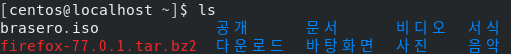 [centos@localhost ~]$ ls
brasero.iso 공개 문서 비디오 서식
firefox-77.0.1.tar.bz2 다운로드 바탕화면 사진 음악